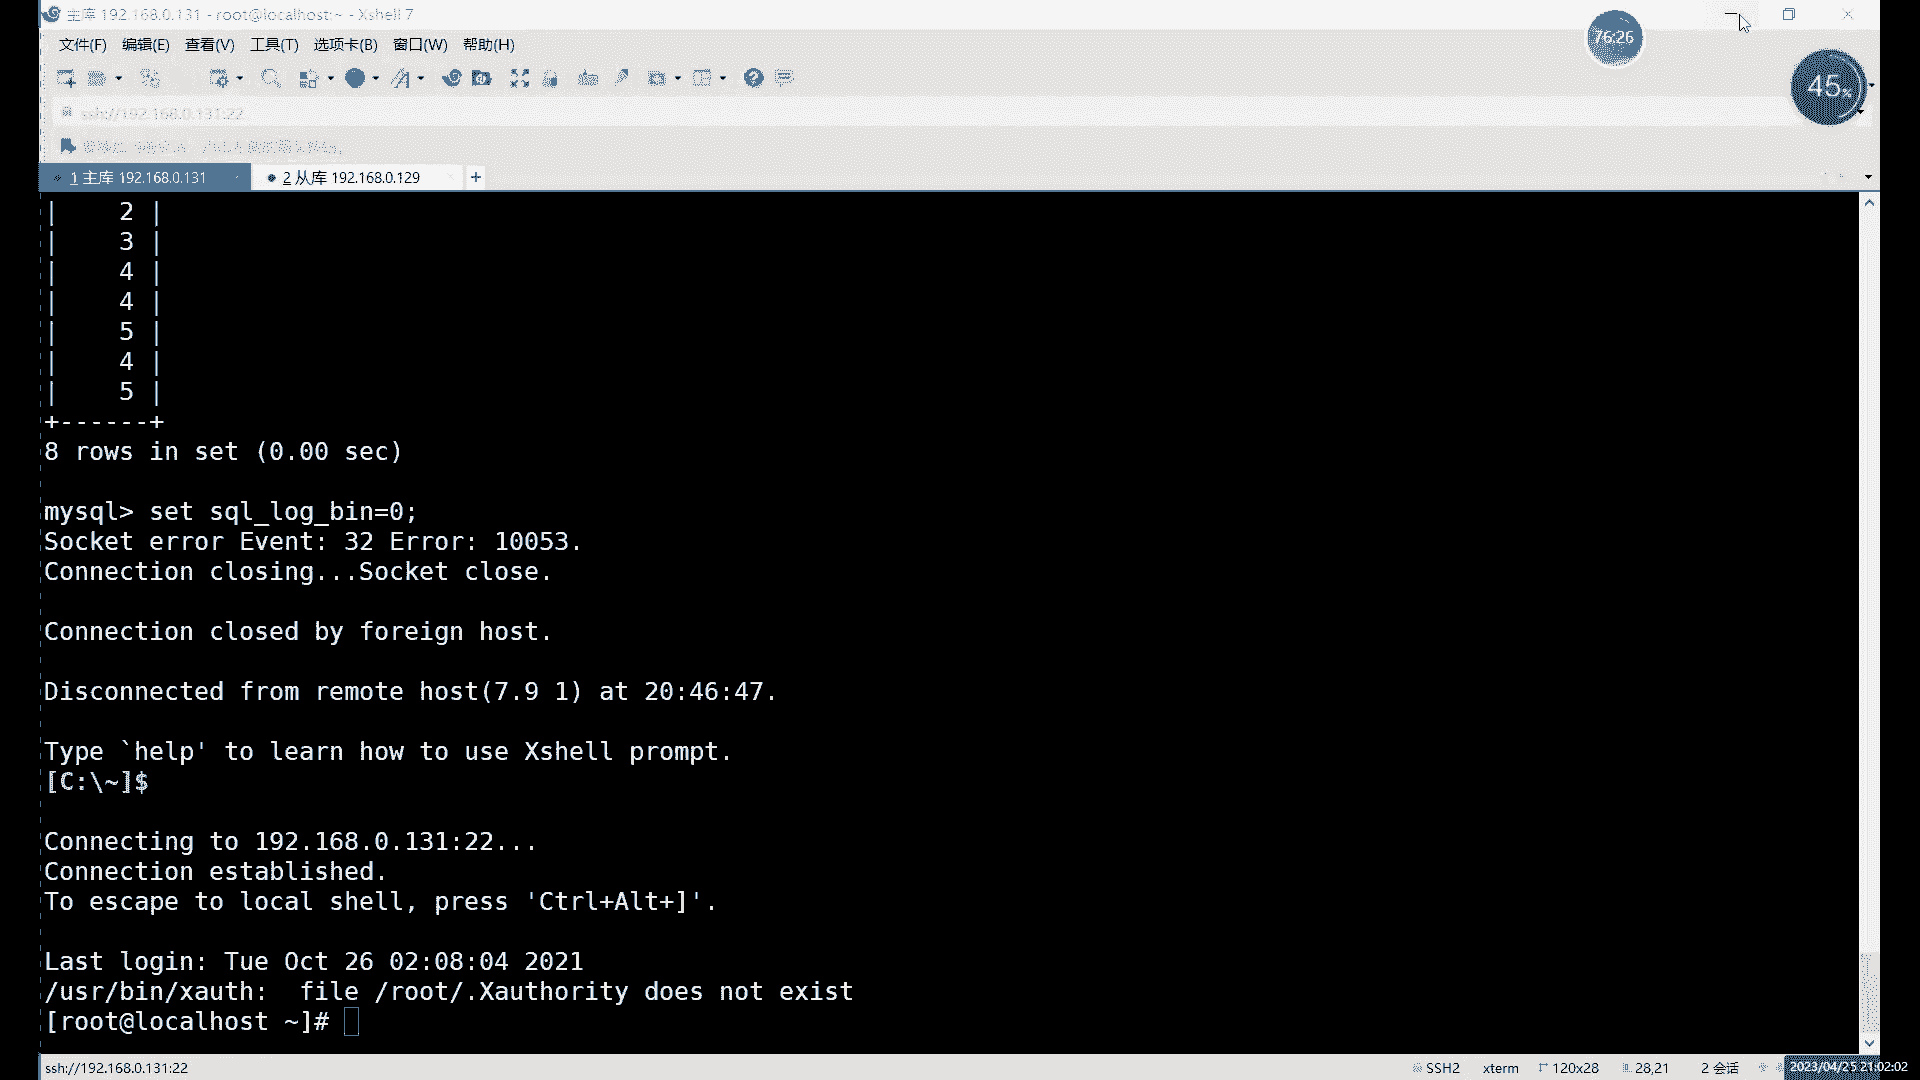 主库 192.168.0.131 - root@localhost:~ - Xshell 7
76:26
文件(F) 编辑(E) 查看(V) 工具(T) 选项卡(B) 窗口(W) 帮助(H)
45%
ssh://192.168.0.131:22
1 主库 192.168.0.131
2 从库 192.168.0.129
+
| 2 |
| 3 |
| 4 |
| 4 |
| 5 |
| 4 |
| 5 |
+------+
8 rows in set (0.00 sec)
mysql> set sql_log_bin=0;
Socket error Event: 32 Error: 10053.
Connection closing...Socket close.
Connection closed by foreign host.
Disconnected from remote host(7.9 1) at 20:46:47.
Type `help' to learn how to use Xshell prompt.
[C:\~]$
Connecting to 192.168.0.131:22...
Connection established.
To escape to local shell, press 'Ctrl+Alt+]'.
Last login: Tue Oct 26 02:08:04 2021
/usr/bin/xauth:  file /root/.Xauthority does not exist
[root@localhost ~]#
ssh://192.168.0.131:22 SSH2 xterm 120x28 28,21 2 会话
2023/04/25 21:02:02